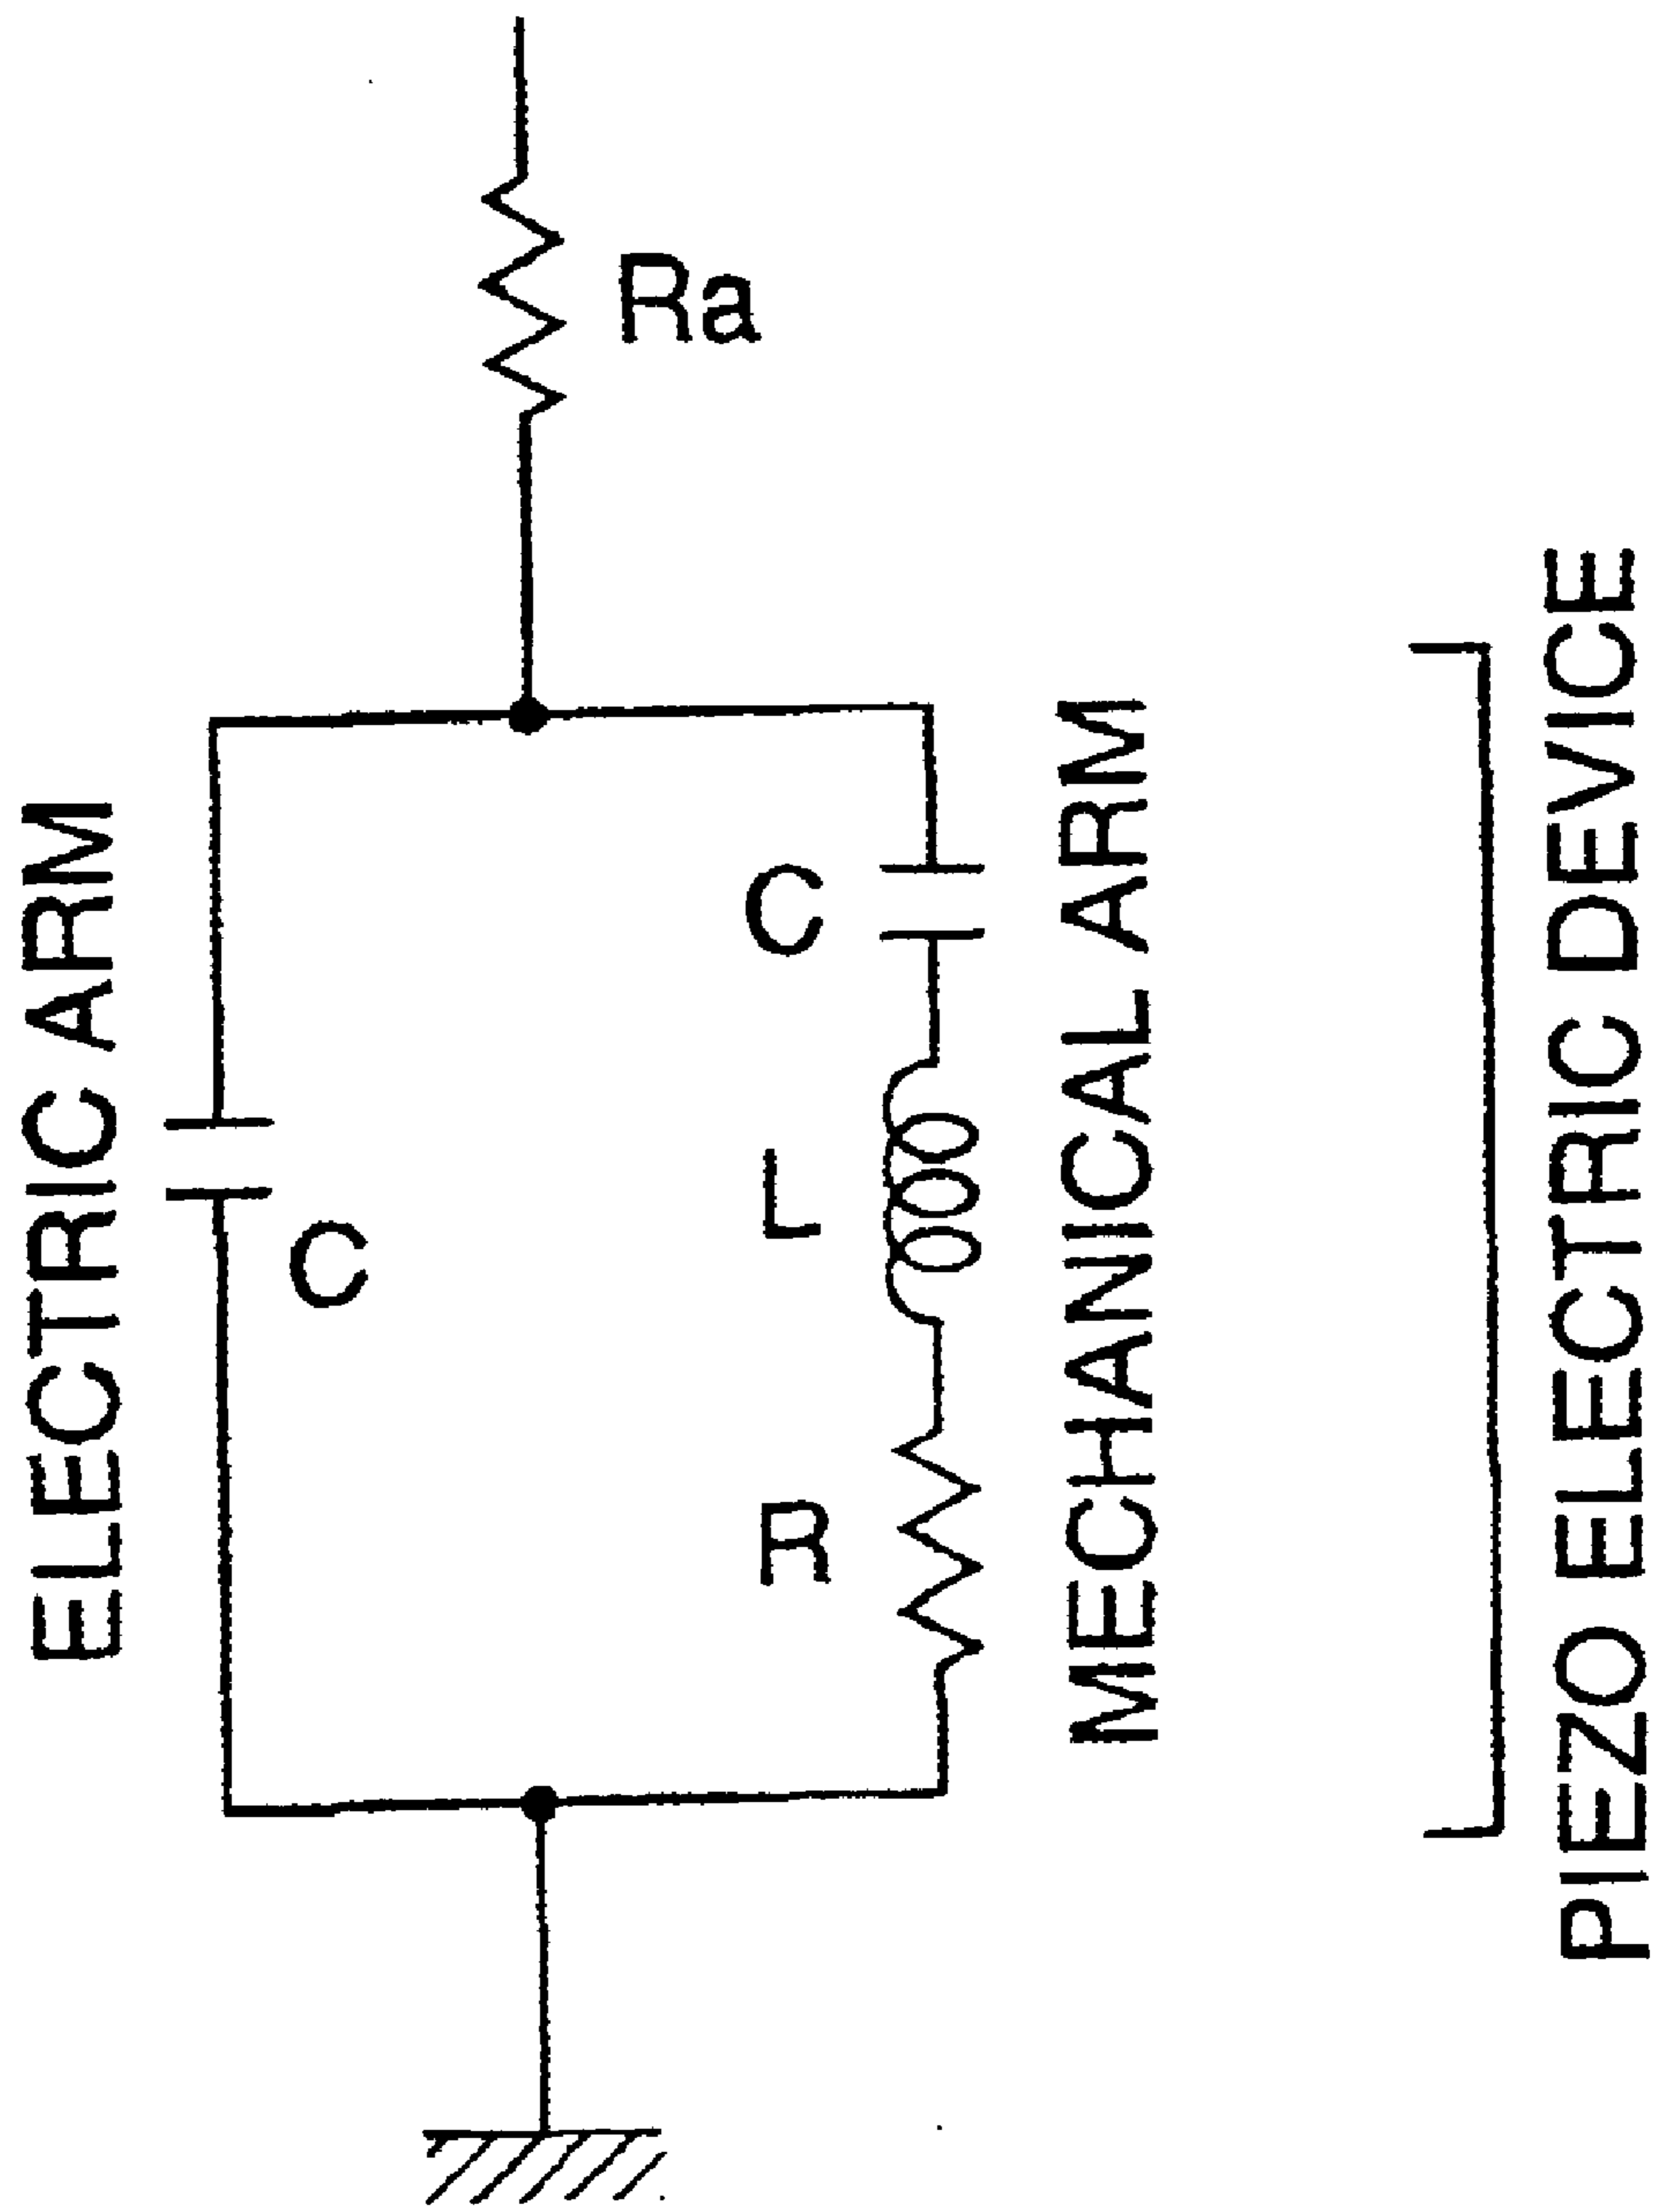 Ra
ELECTRIC ARM
C
C
L
R
MECHANICAL ARM
PIEZO ELECTRIC DEVICE